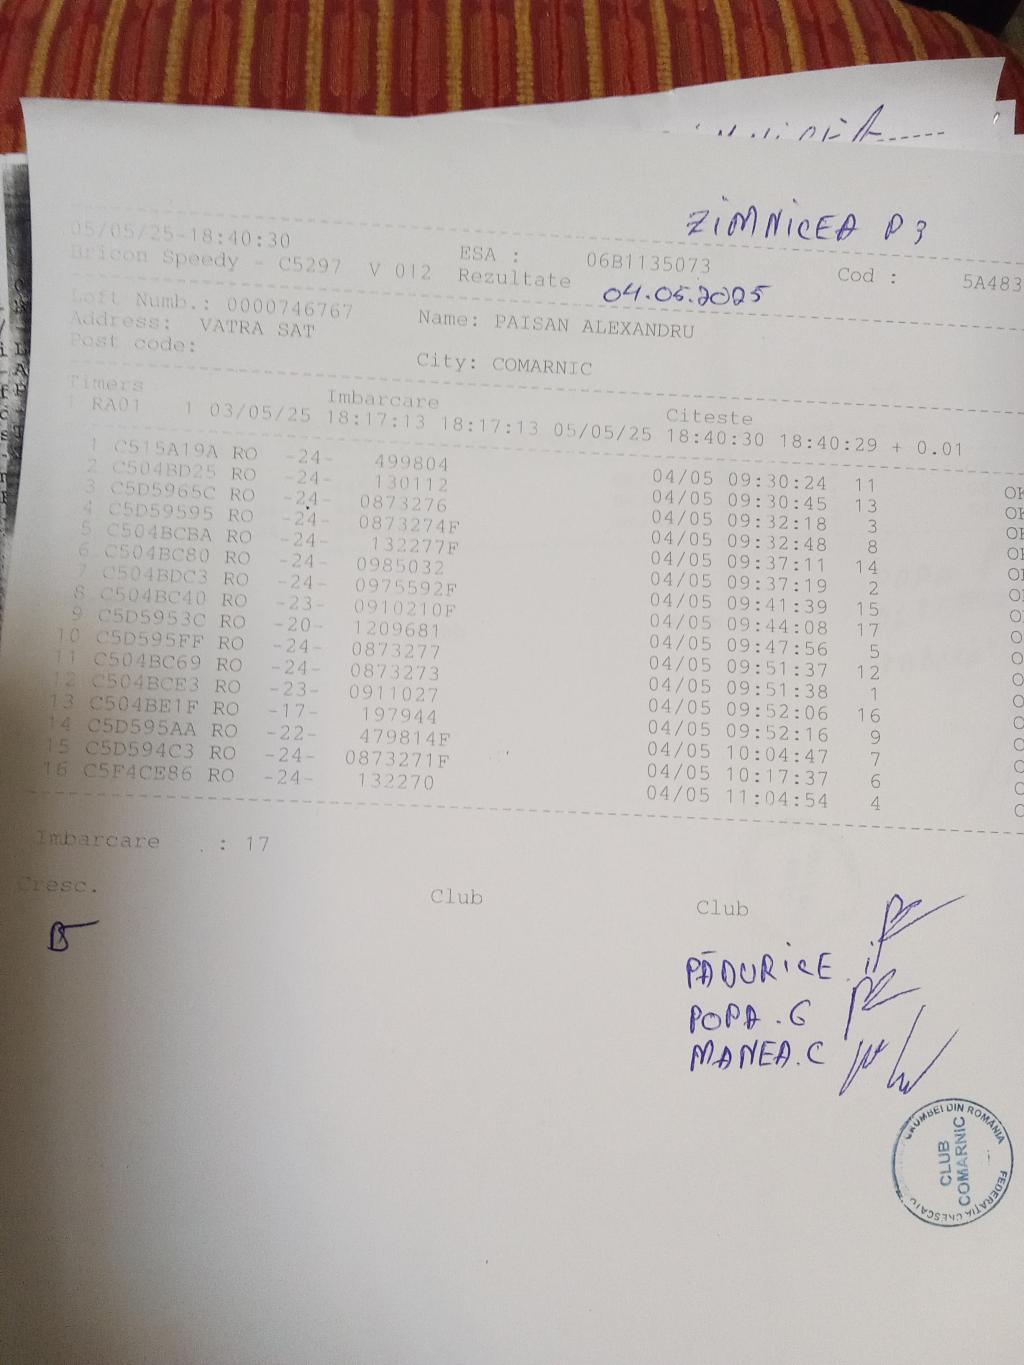 ZIMNICEA P3
05/05/25-18:40:30 ESA : 06B1135073 Cod : 5A483
Bricon Speedy - C5297 V 012 Rezultate
04.05.2025
Loft Numb.: 0000746767 Name: PAISAN ALEXANDRU
Address: VATRA SAT
Post code: City: COMARNIC
Timers Imbarcare Citeste
1 RA01 1 03/05/25 18:17:13 18:17:13 05/05/25 18:40:30 18:40:29 + 0.01
1 C515A19A RO -24- 499804 04/05 09:30:24 11 OK
2 C504BD25 RO -24- 130112 04/05 09:30:45 13 OK
3 C5D5965C RO -24- 0873276 04/05 09:32:18 3 OK
4 C5D59595 RO -24- 0873274F 04/05 09:32:48 8 OK
5 C504BCBA RO -24- 132277F 04/05 09:37:11 14 OK
6 C504BC80 RO -24- 0985032 04/05 09:37:19 2 O
7 C504BDC3 RO -24- 0975592F 04/05 09:41:39 15 O
8 C504BC40 RO -23- 0910210F 04/05 09:44:08 17 O
9 C5D5953C RO -20- 1209681 04/05 09:47:56 5 O
10 C5D595FF RO -24- 0873277 04/05 09:51:37 12 O
11 C504BC69 RO -24- 0873273 04/05 09:51:38 1 O
12 C504BCE3 RO -23- 0911027 04/05 09:52:06 16 O
13 C504BE1F RO -17- 197944 04/05 09:52:16 9 O
14 C5D595AA RO -22- 479814F 04/05 10:04:47 7 O
15 C5D594C3 RO -24- 0873271F 04/05 10:17:37 6 O
16 C5F4CE86 RO -24- 132270 04/05 11:04:54 4 O
Imbarcare : 17
Cresc. Club Club
PĂDURICE
POPA.G
MANEA.C
CLUB
COMARNIC
FEDERAȚIA CRESCATO
RUMBEI DIN ROMÂNIA